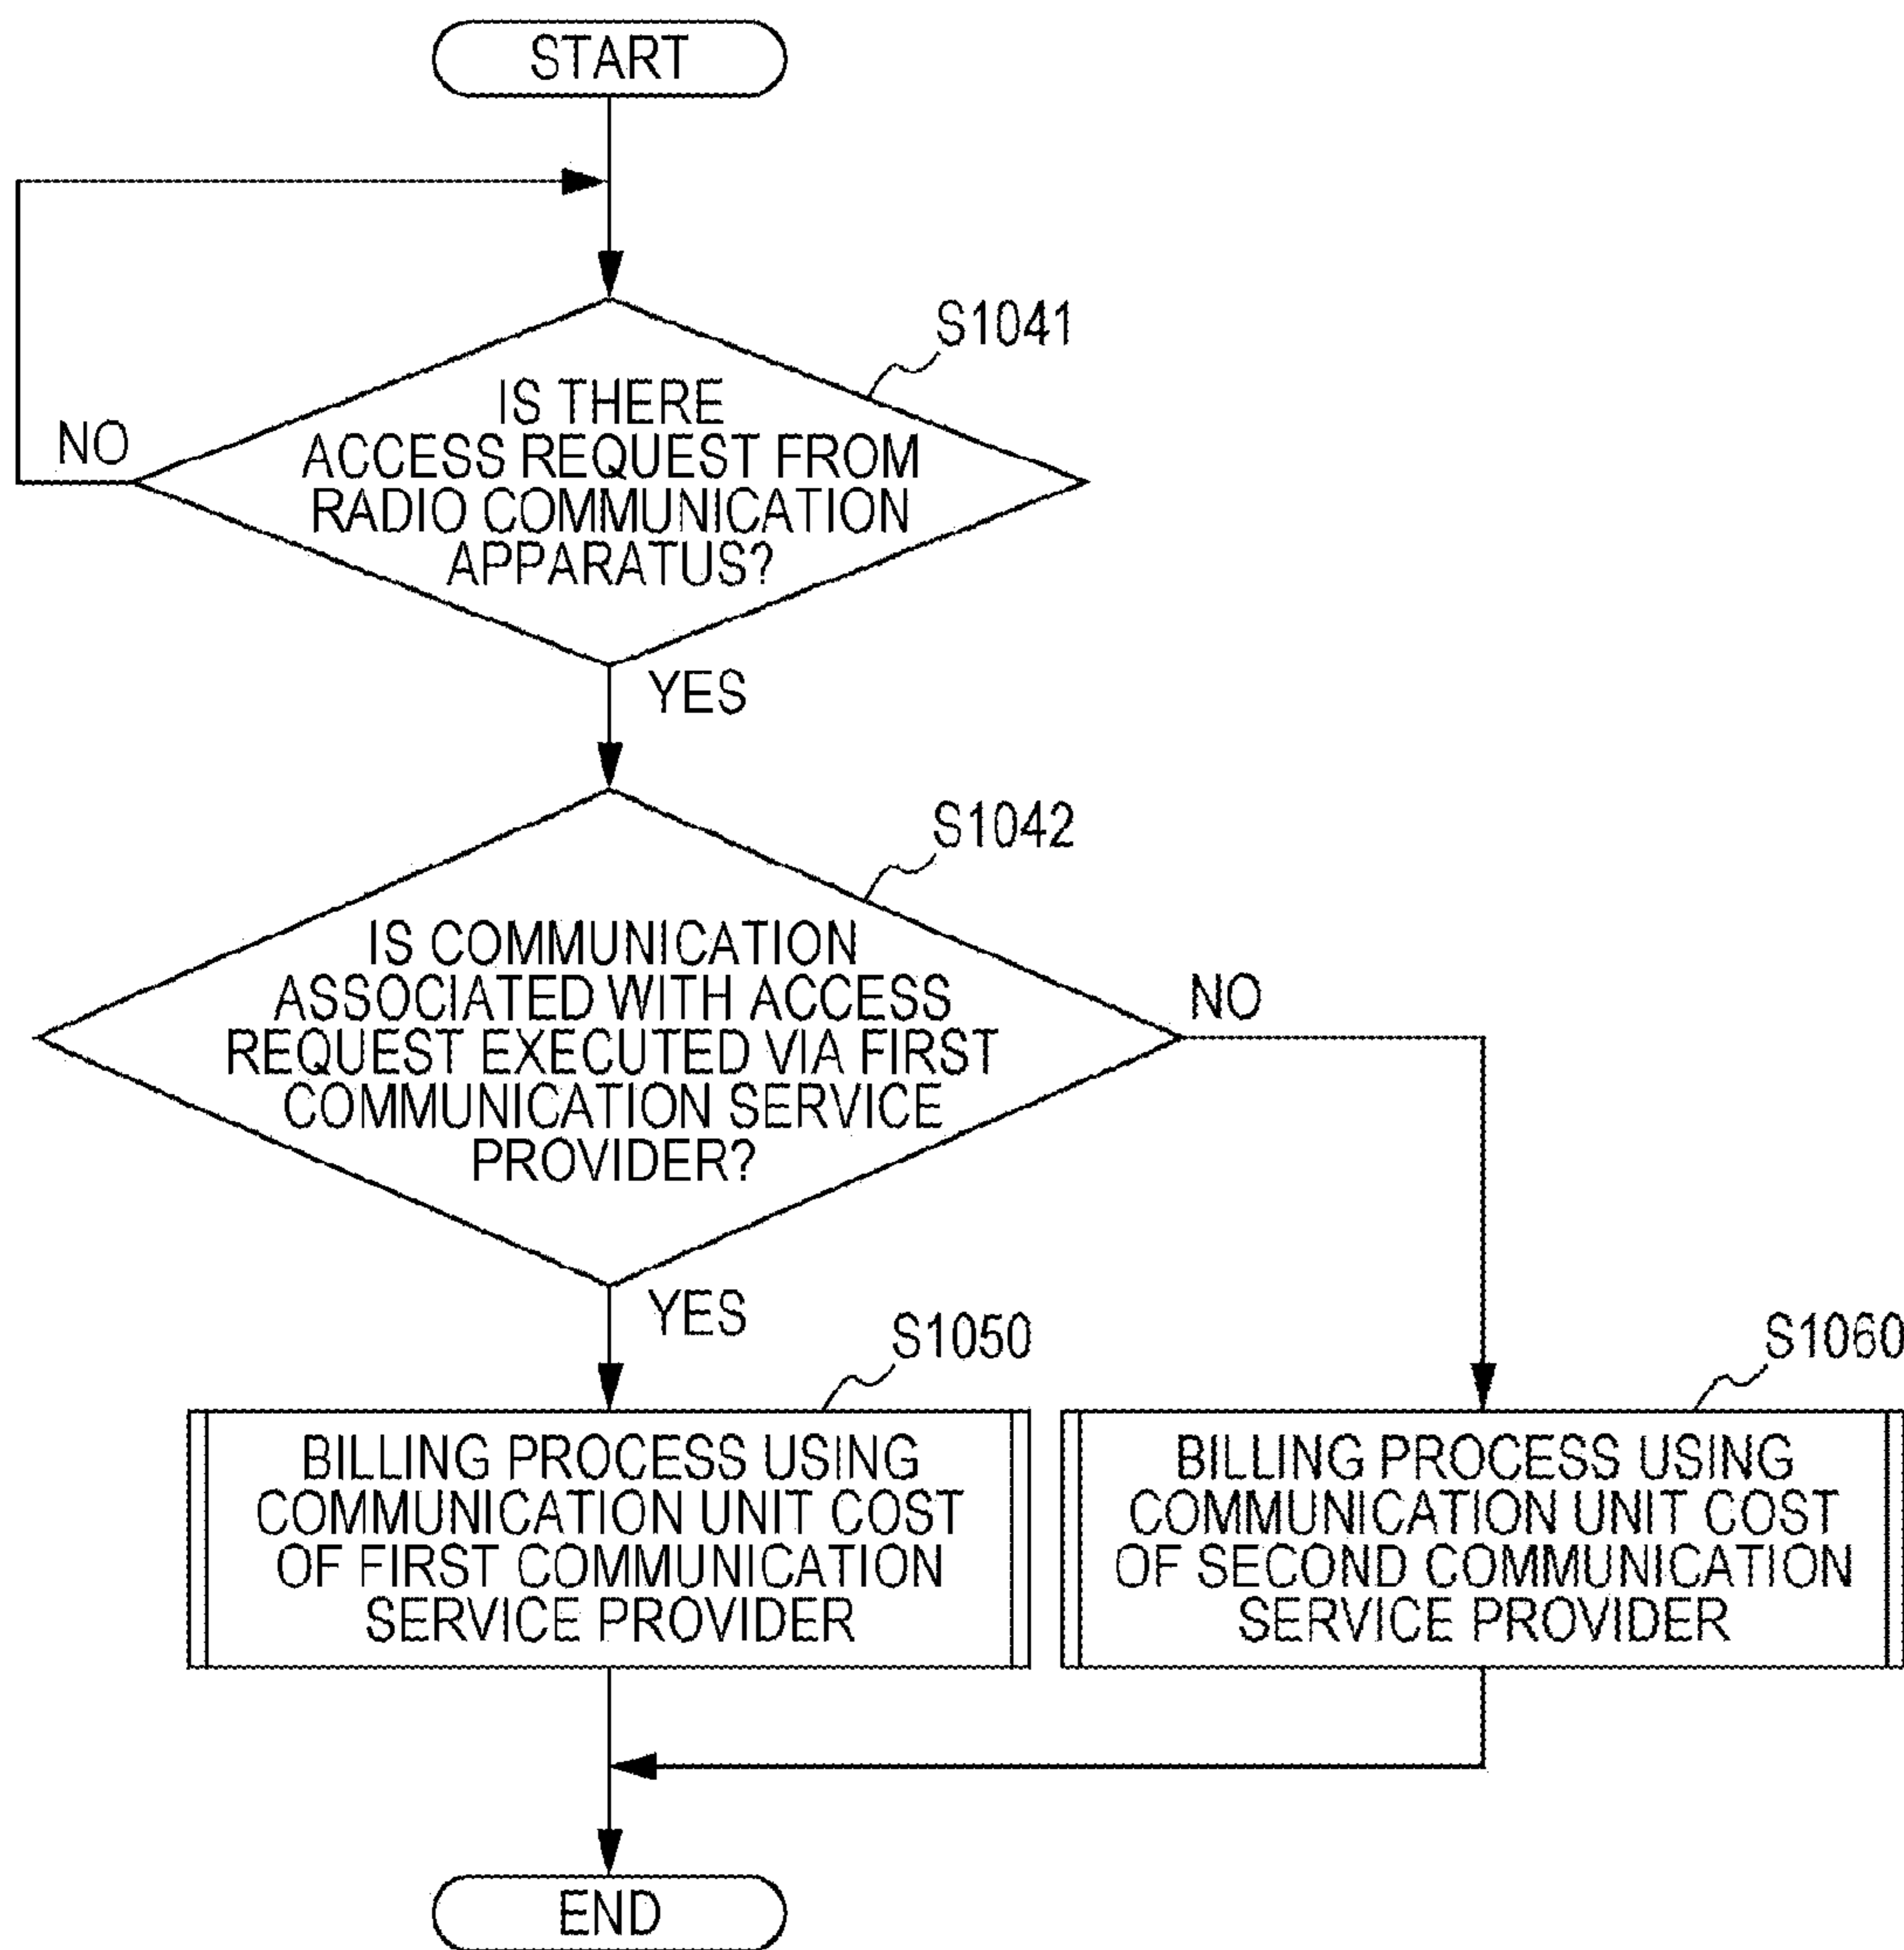 START
S1041
IS THERE
ACCESS REQUEST FROM
RADIO COMMUNICATION
APPARATUS?
NO
YES
S1042
IS COMMUNICATION
ASSOCIATED WITH ACCESS
REQUEST EXECUTED VIA FIRST
COMMUNICATION SERVICE
PROVIDER?
NO
YES
S1050
BILLING PROCESS USING
COMMUNICATION UNIT COST
OF FIRST COMMUNICATION
SERVICE PROVIDER
S1060
BILLING PROCESS USING
COMMUNICATION UNIT COST
OF SECOND COMMUNICATION
SERVICE PROVIDER
END